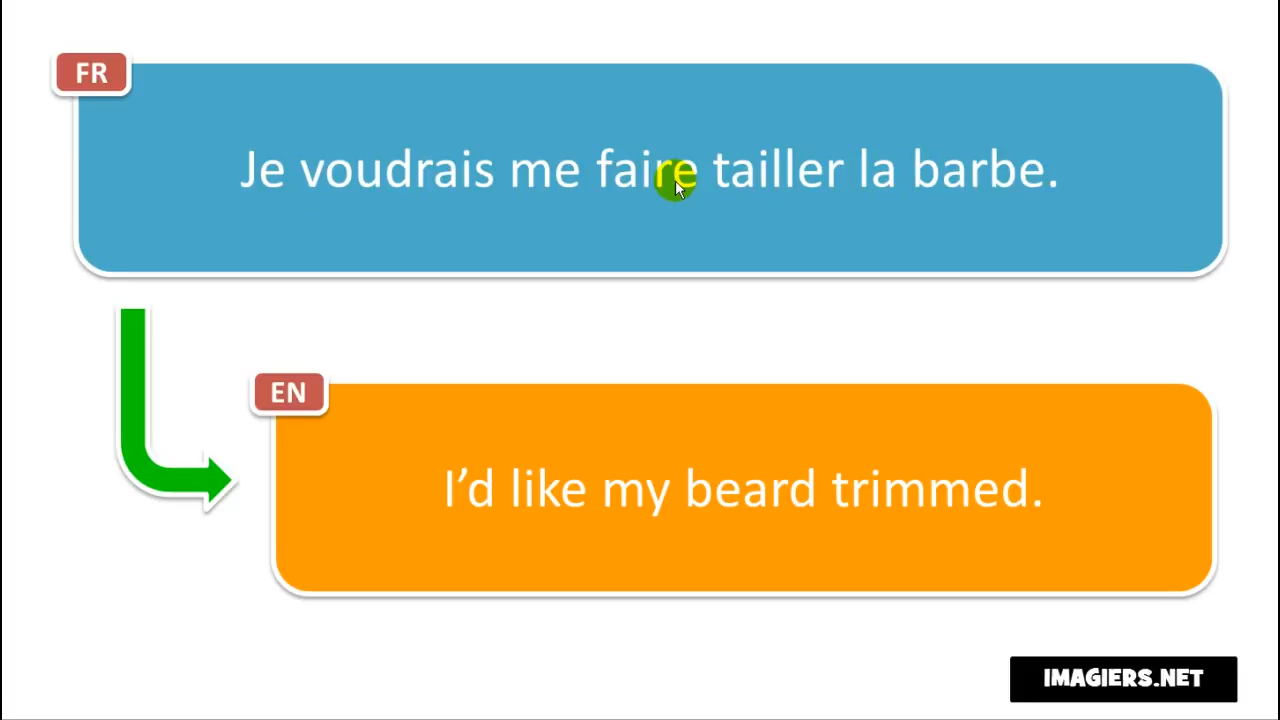 FR
Je voudrais me faire tailler la barbe.
EN
I’d like my beard trimmed.
IMAGIERS.NET